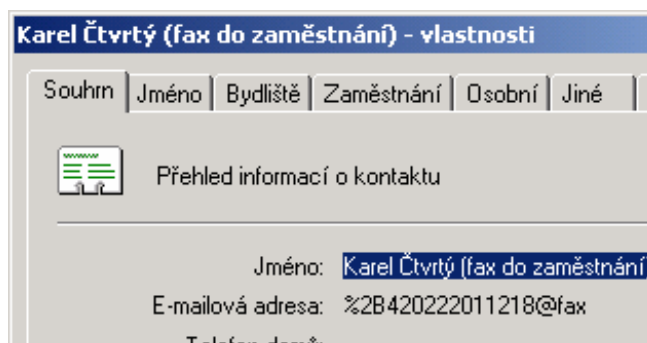 Karel Čtvrtý (fax do zaměstnání) - vlastnosti
Souhrn Jméno Bydliště Zaměstnání Osobní Jiné
Přehled informací o kontaktu
Jméno: Karel Čtvrtý (fax do zaměstnání)
E-mailová adresa: %2B420222011218@fax